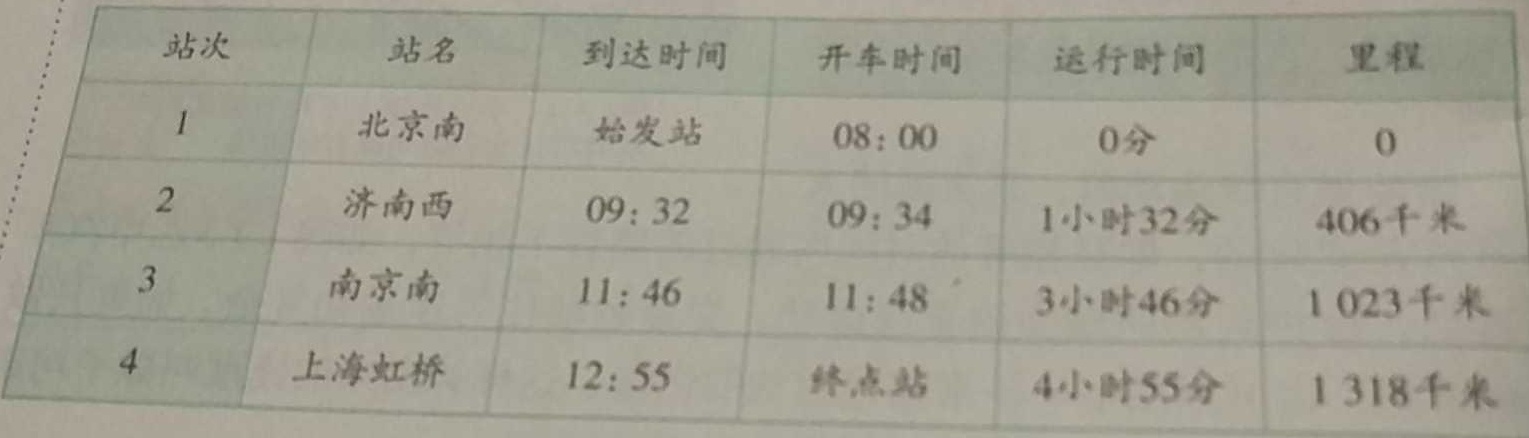 站次 站名 到达时间 开车时间 运行时间 里程
1 北京南 始发站 08:00 0分 0
2 济南西 09:32 09:34 1小时32分 406千米
3 南京南 11:46 11:48 3小时46分 1 023千米
4 上海虹桥 12:55 终点站 4小时55分 1 318千米